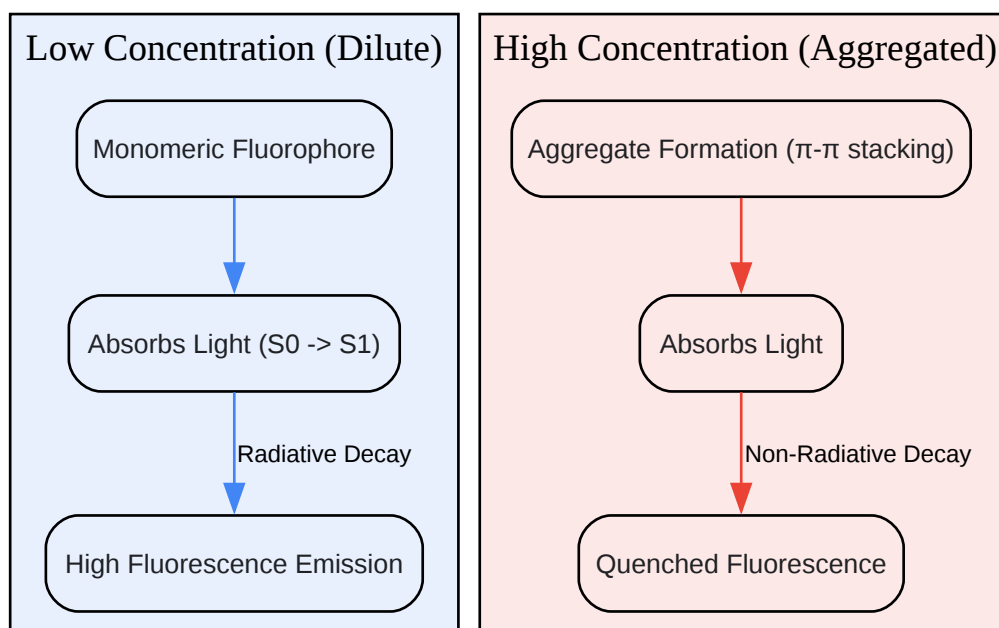 Low Concentration (Dilute)
Monomeric Fluorophore
Absorbs Light (S0 -> S1)
Radiative Decay
High Fluorescence Emission
High Concentration (Aggregated)
Aggregate Formation (π-π stacking)
Absorbs Light
Non-Radiative Decay
Quenched Fluorescence